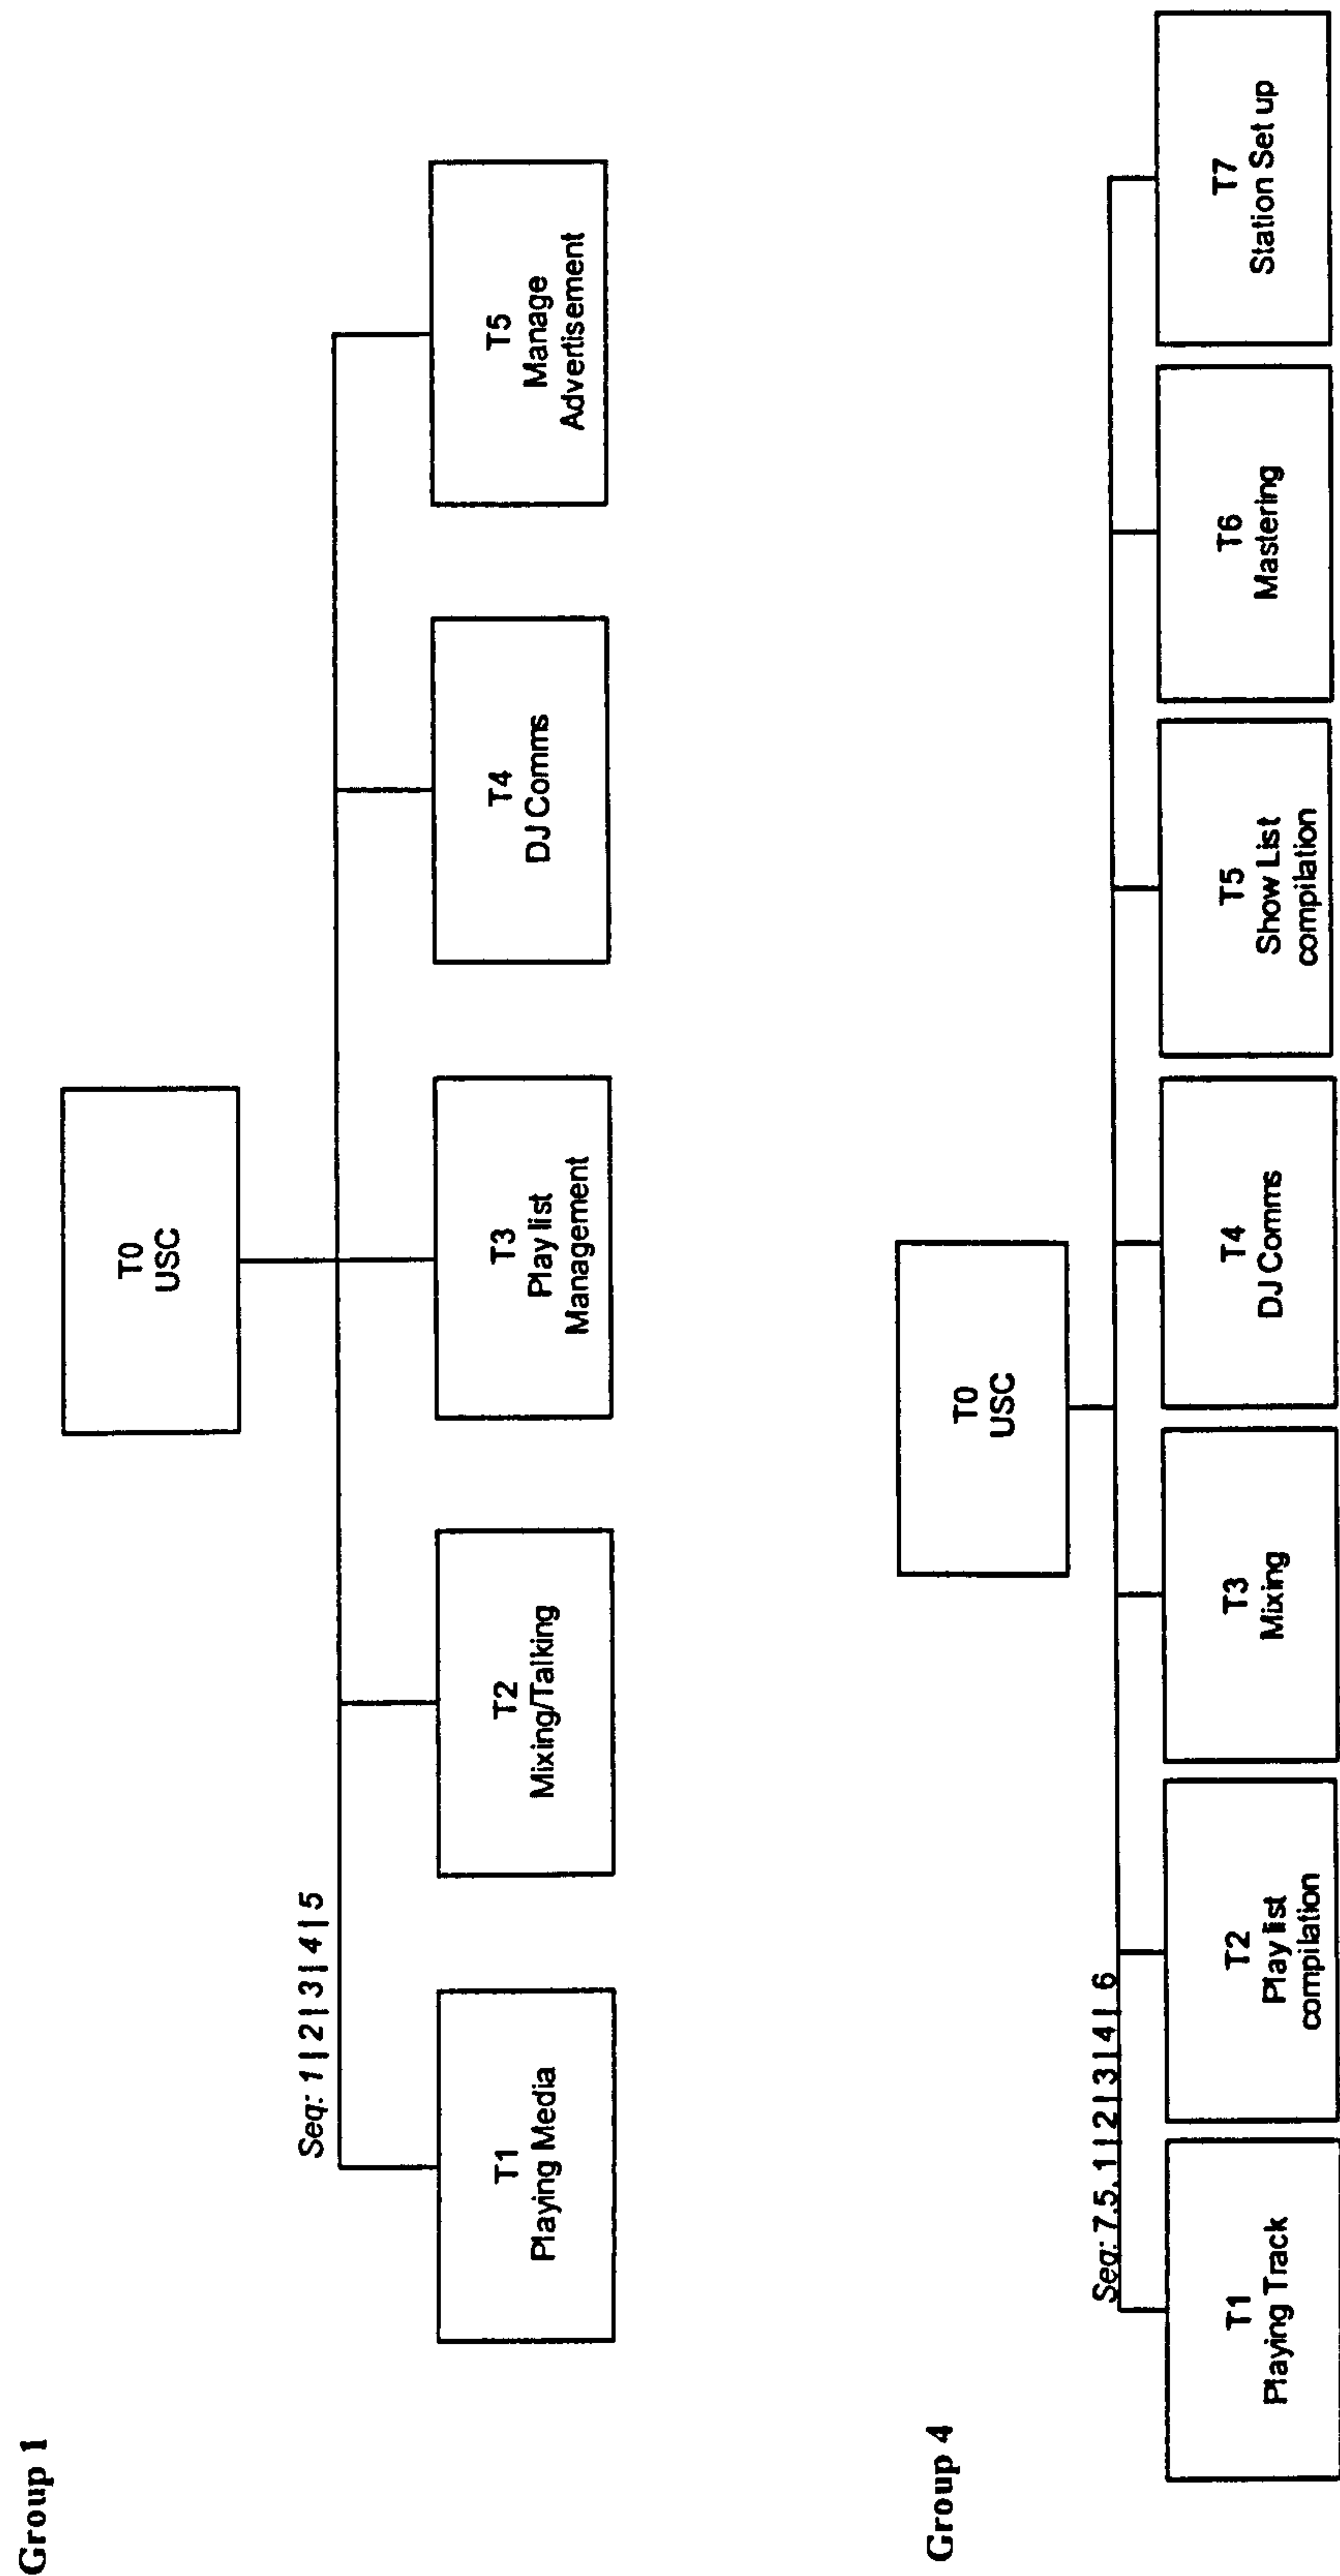 Group 1
T0
USC
Seq: 1 | 2 | 3 | 4 | 5
T1
Playing Media
T2
Mixing/Talking
T3
Play list
Management
T4
DJ Comms
T5
Manage
Advertisement
Group 4
T0
USC
Seq: 7.5. 1 | 2 | 3 | 4 | 6
T1
Playing Track
T2
Play list
compilation
T3
Mixing
T4
DJ Comms
T5
Show List
compilation
T6
Mastering
T7
Station Set up